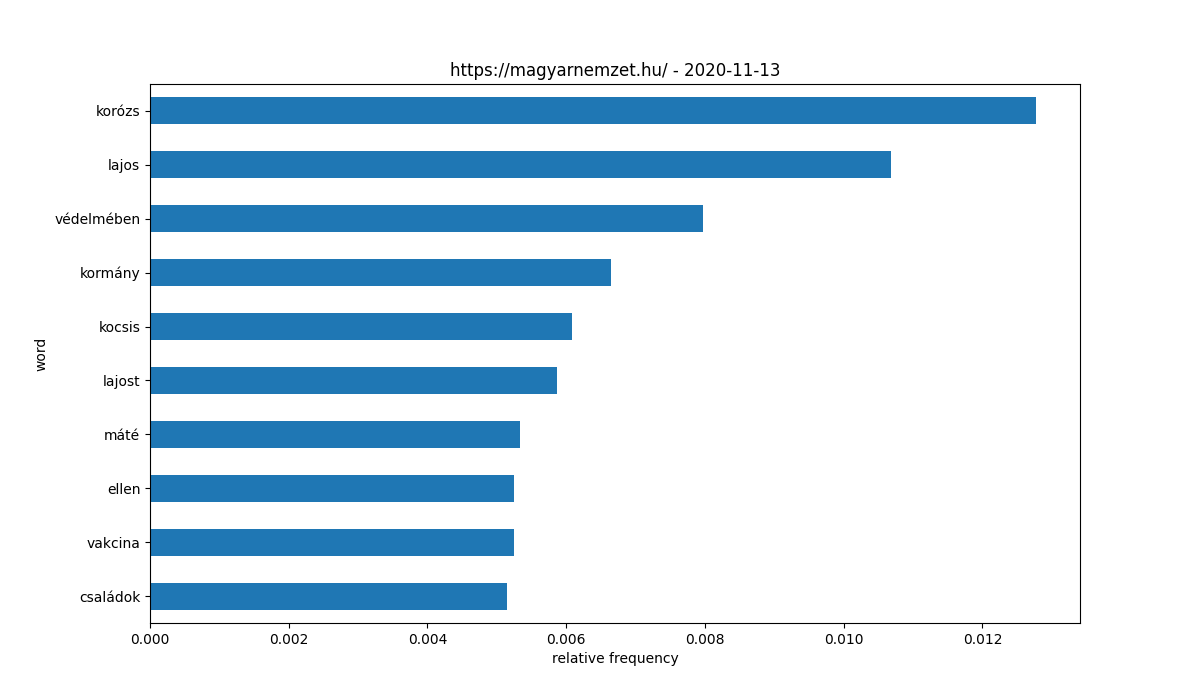 https://magyarnemzet.hu/ - 2020-11-13
korózs
lajos
védelmében
kormány
kocsis
lajost
máté
ellen
vakcina
családok
word
0.000 0.002 0.004 0.006 0.008 0.010 0.012
relative frequency